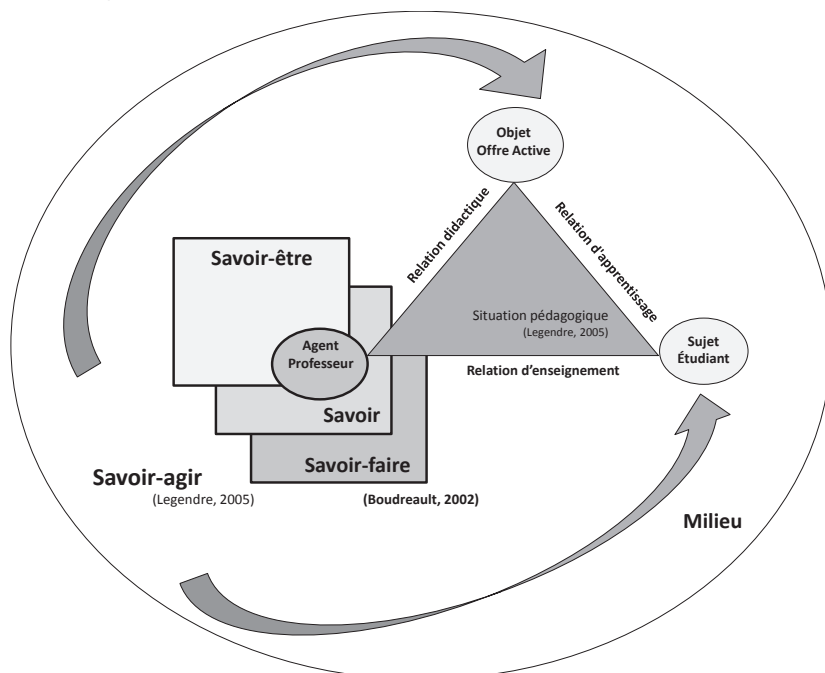 Objet
Offre Active
Relation didactique
Relation d'apprentissage
Savoir-être
Situation pédagogique
(Legendre, 2005)
Agent
Professeur
Sujet
Étudiant
Relation d’enseignement
Savoir
Savoir-faire
Savoir-agir
(Legendre, 2005)
(Boudreault, 2002)
Milieu